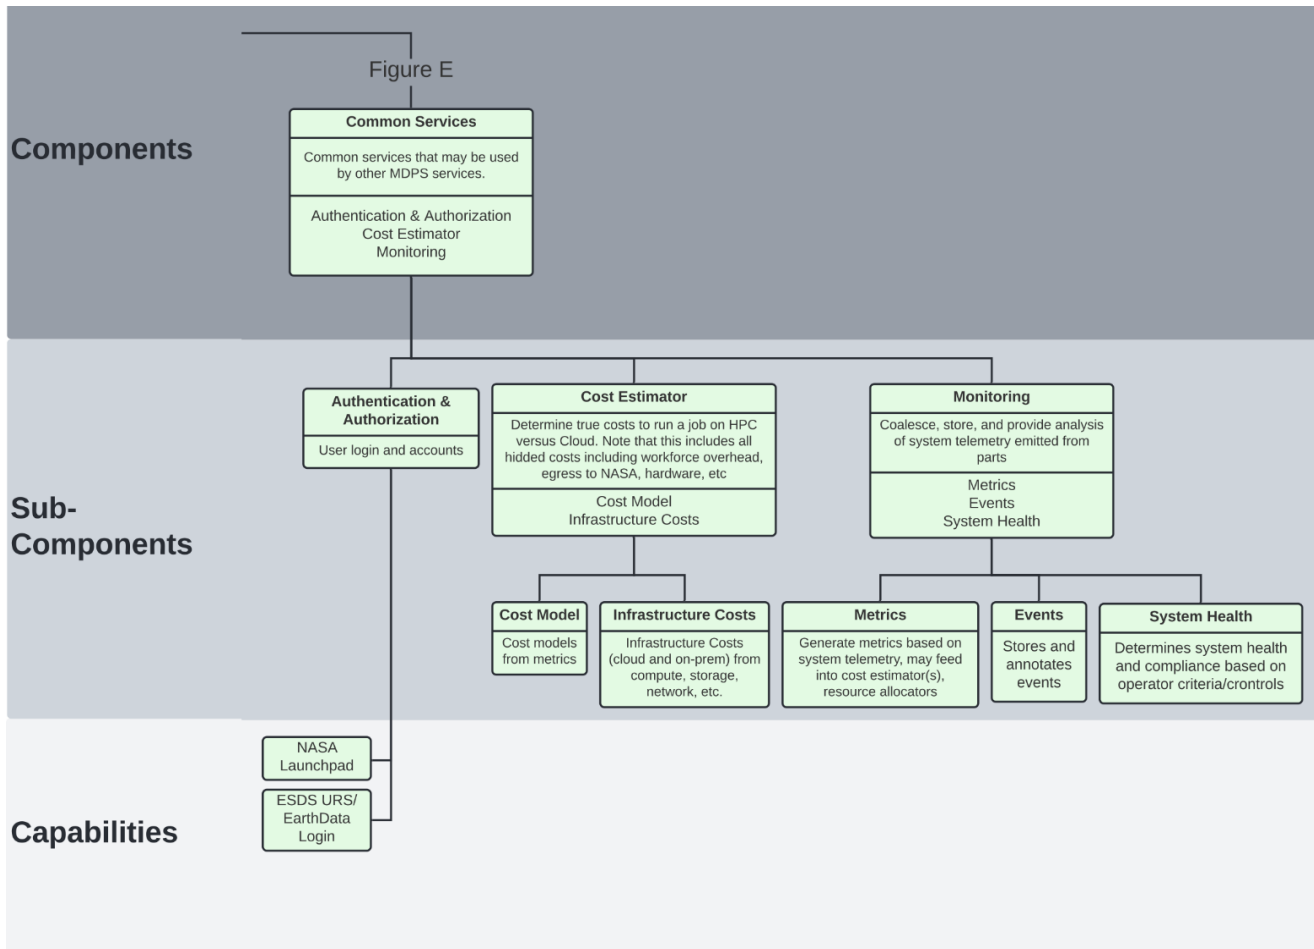 Figure E
Components
Common Services
Common services that may be used
by other MDPS services.
Authentication & Authorization
Cost Estimator
Monitoring
Sub-
Components
Authentication &
Authorization
User login and accounts
Cost Estimator
Determine true costs to run a job on HPC
versus Cloud. Note that this includes all
hidded costs including workforce overhead,
egress to NASA, hardware, etc
Cost Model
Infrastructure Costs
Monitoring
Coalesce, store, and provide analysis
of system telemetry emitted from
parts
Metrics
Events
System Health
Cost Model
Cost models
from metrics
Infrastructure Costs
Infrastructure Costs
(cloud and on-prem) from
compute, storage,
network, etc.
Metrics
Generate metrics based on
system telemetry, may feed
into cost estimator(s),
resource allocators
Events
Stores and
annotates
events
System Health
Determines system health
and compliance based on
operator criteria/crontrols
Capabilities
NASA
Launchpad
ESDS URS/
EarthData
Login